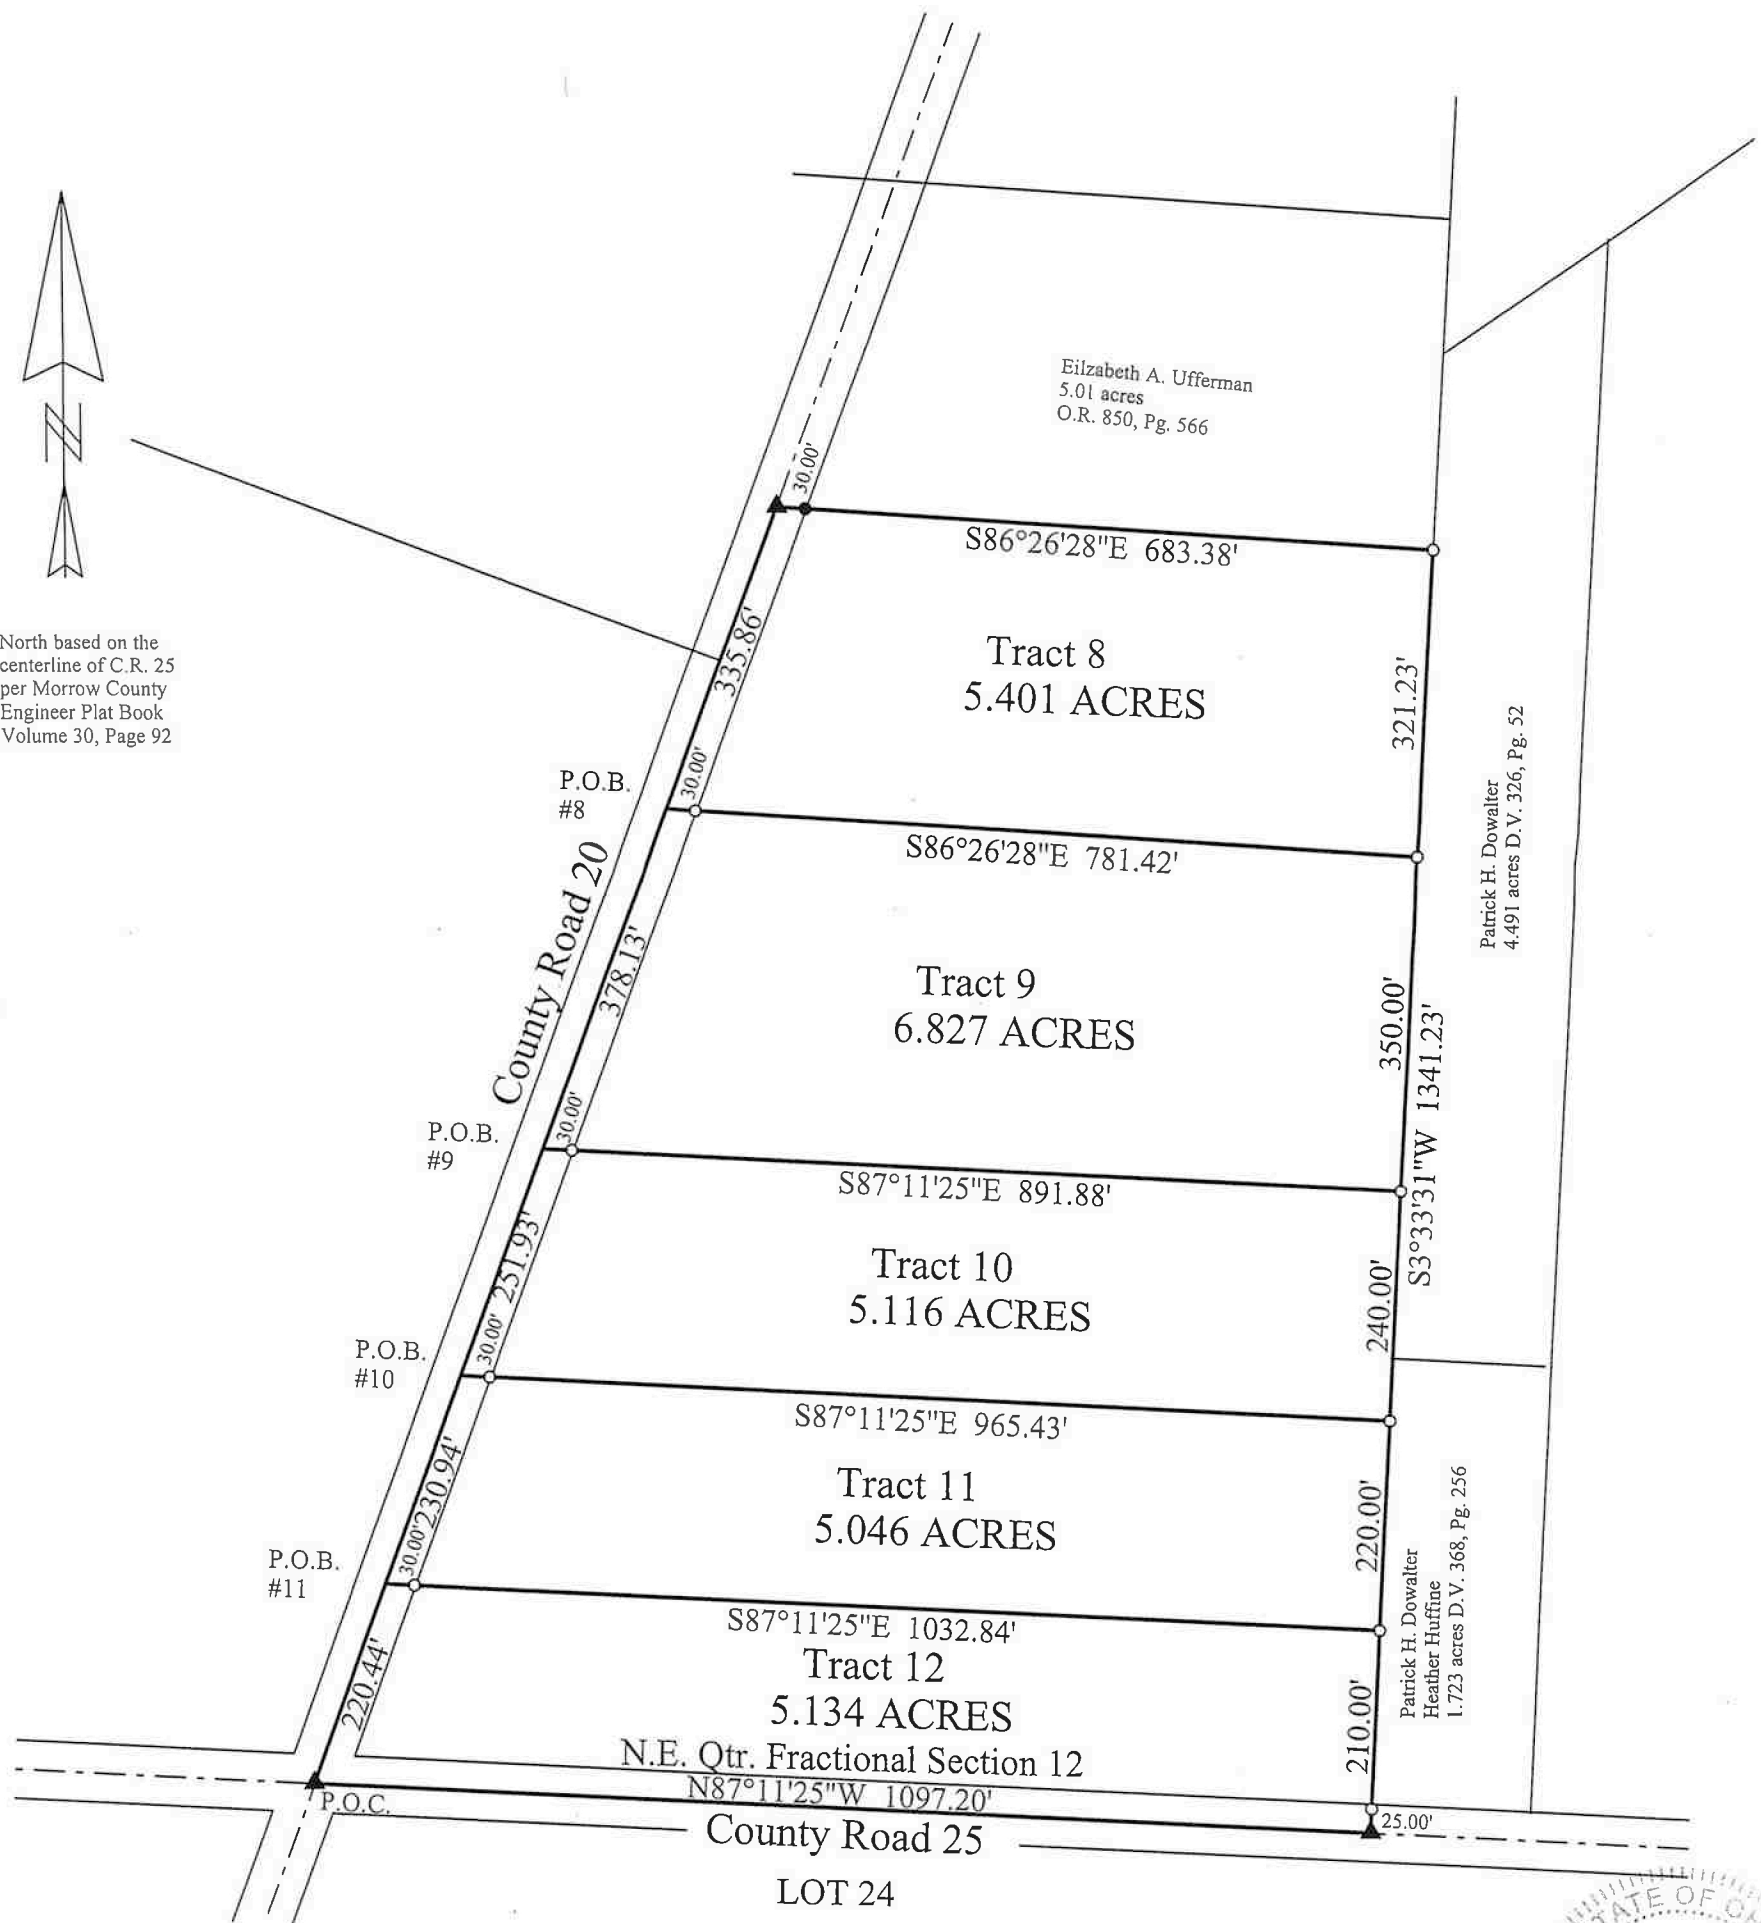 Eilzabeth A. Ufferman
5.01 acres
O.R. 850, Pg. 566
N
North based on the
centerline of C.R. 25
per Morrow County
Engineer Plat Book
Volume 30, Page 92
30.00'
S86°26'28"E 683.38'
335.86'
Tract 8
5.401 ACRES
321.23'
Patrick H. Dowalter
4.491 acres D.V. 326, Pg. 52
P.O.B.
#8
30.00'
S86°26'28"E 781.42'
County Road 20
378.13'
Tract 9
6.827 ACRES
350.00'
S3°33'31"W 1341.23'
P.O.B.
#9
30.00'
S87°11'25"E 891.88'
251.93'
Tract 10
5.116 ACRES
240.00'
P.O.B.
#10
30.00'
S87°11'25"E 965.43'
230.94'
Tract 11
5.046 ACRES
220.00'
Patrick H. Dowalter
Heather Huffine
1.723 acres D.V. 368, Pg. 256
P.O.B.
#11
30.00'
S87°11'25"E 1032.84'
220.44'
Tract 12
5.134 ACRES
210.00'
N.E. Qtr. Fractional Section 12
N87°11'25"W 1097.20'
P.O.C.
25.00'
County Road 25
LOT 24
OF